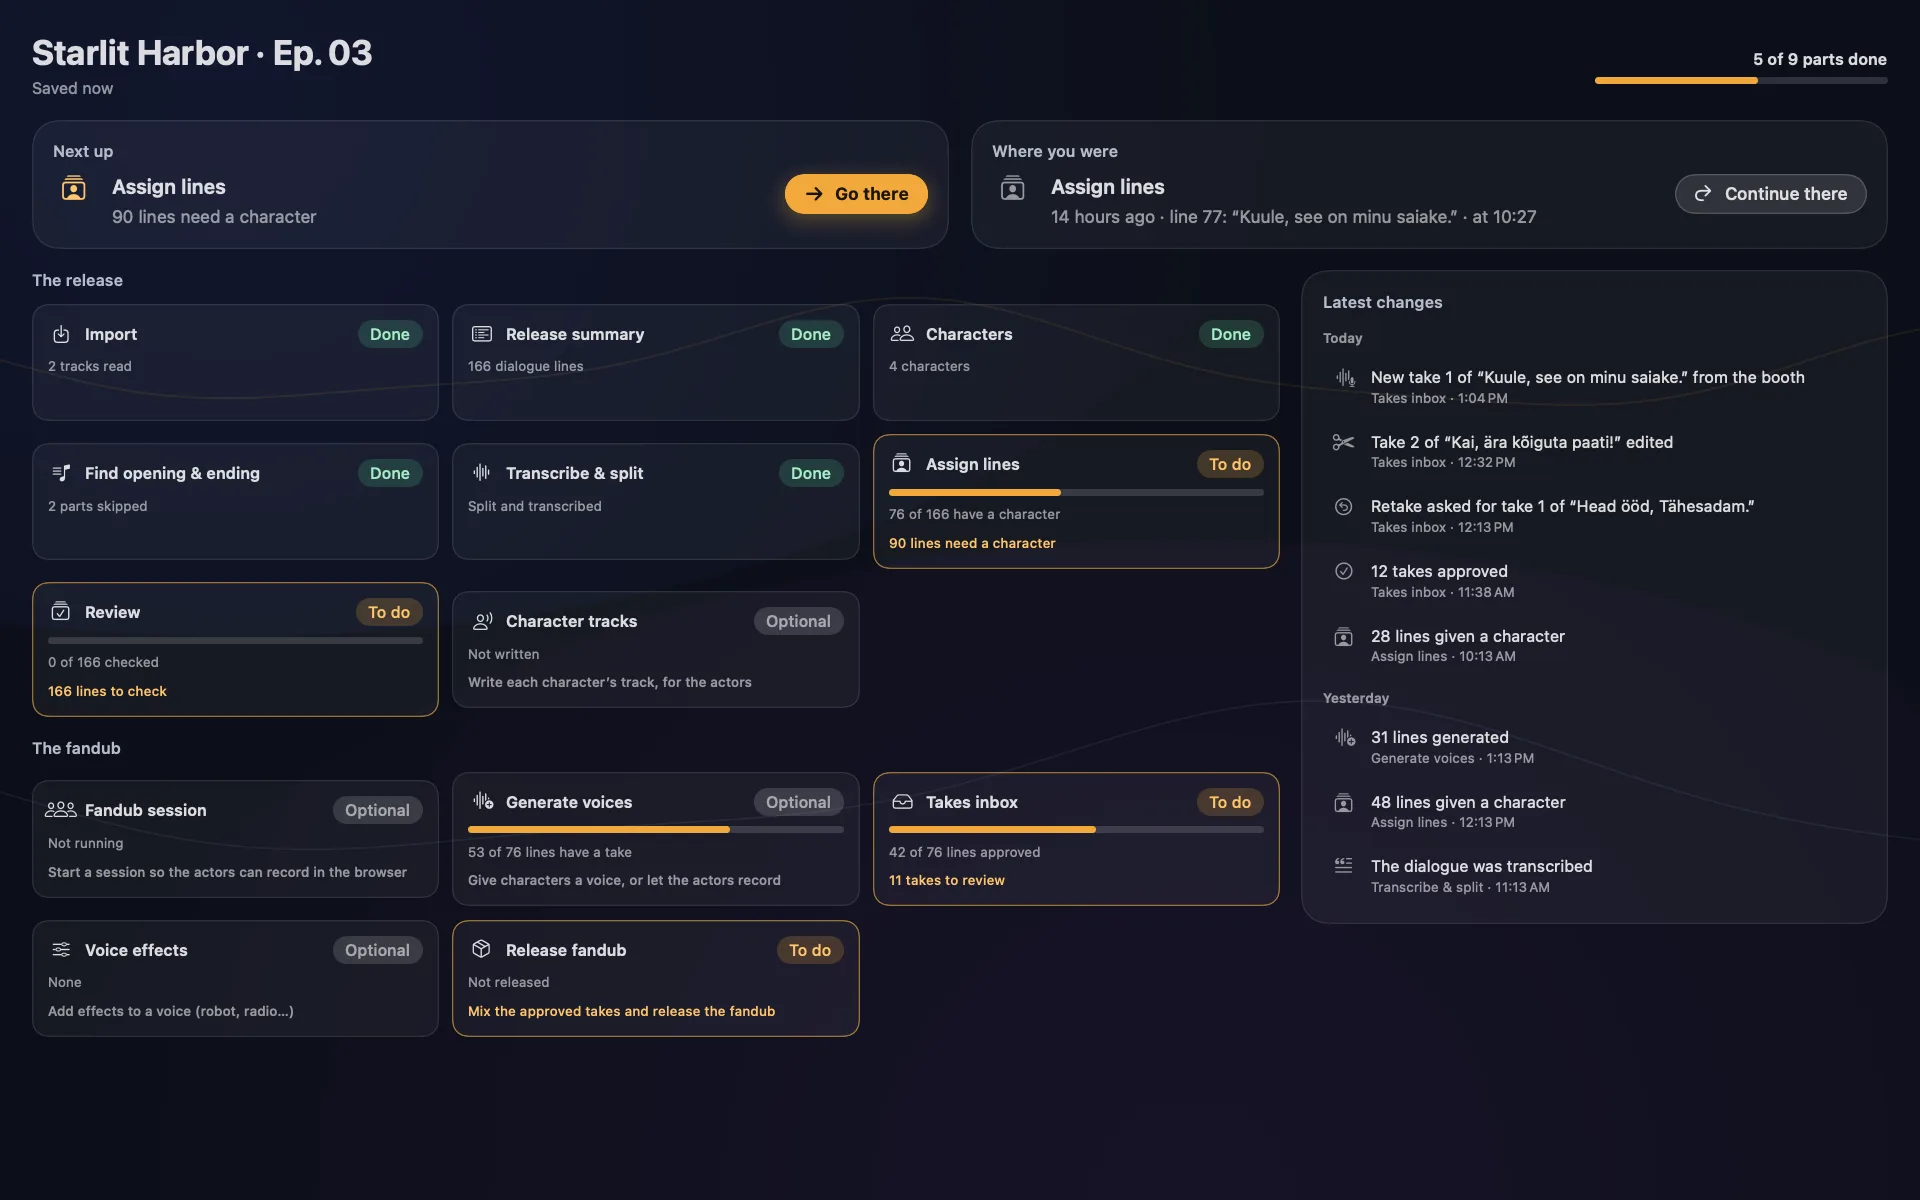 Starlit Harbor · Ep. 03
Saved now
5 of 9 parts done
Next up
Assign lines
90 lines need a character
Go there
Where you were
Assign lines
14 hours ago · line 77: “Kuule, see on minu saiake.” · at 10:27
Continue there
The release
Import
Done
2 tracks read
Release summary
Done
166 dialogue lines
Characters
Done
4 characters
Find opening & ending
Done
2 parts skipped
Transcribe & split
Done
Split and transcribed
Assign lines
To do
76 of 166 have a character
90 lines need a character
Review
To do
0 of 166 checked
166 lines to check
Character tracks
Optional
Not written
Write each character’s track, for the actors
The fandub
Fandub session
Optional
Not running
Start a session so the actors can record in the browser
Generate voices
Optional
53 of 76 lines have a take
Give characters a voice, or let the actors record
Takes inbox
To do
42 of 76 lines approved
11 takes to review
Voice effects
Optional
None
Add effects to a voice (robot, radio…)
Release fandub
To do
Not released
Mix the approved takes and release the fandub
Latest changes
Today
New take 1 of “Kuule, see on minu saiake.” from the booth
Takes inbox · 1:04 PM
Take 2 of “Kai, ära kõiguta paati!” edited
Takes inbox · 12:32 PM
Retake asked for take 1 of “Head ööd, Tähesadam.”
Takes inbox · 12:13 PM
12 takes approved
Takes inbox · 11:38 AM
28 lines given a character
Assign lines · 10:13 AM
Yesterday
31 lines generated
Generate voices · 1:13 PM
48 lines given a character
Assign lines · 12:13 PM
The dialogue was transcribed
Transcribe & split · 11:13 AM